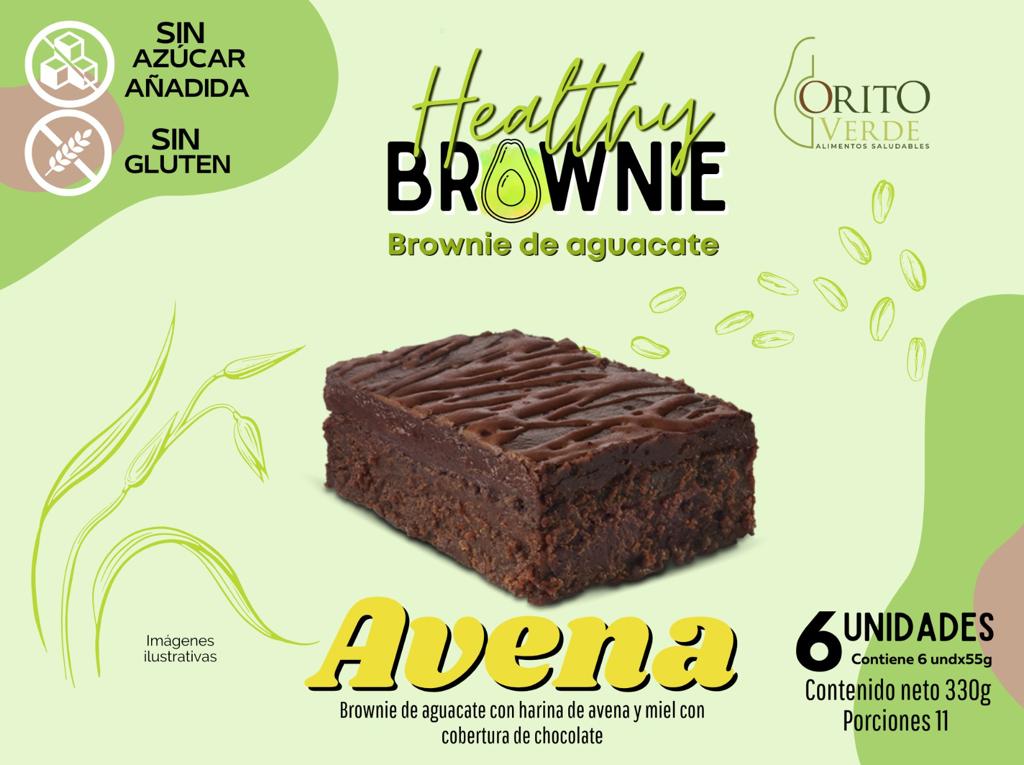 SIN
AZÚCAR
AÑADIDA
SIN
GLUTEN
Healthy
BROWNIE
Brownie de aguacate
ORITO
VERDE
ALIMENTOS SALUDABLES
Imágenes
ilustrativas
Avena
Brownie de aguacate con harina de avena y miel con
cobertura de chocolate
6 UNIDADES
Contiene 6 undx55g
Contenido neto 330g
Porciones 11